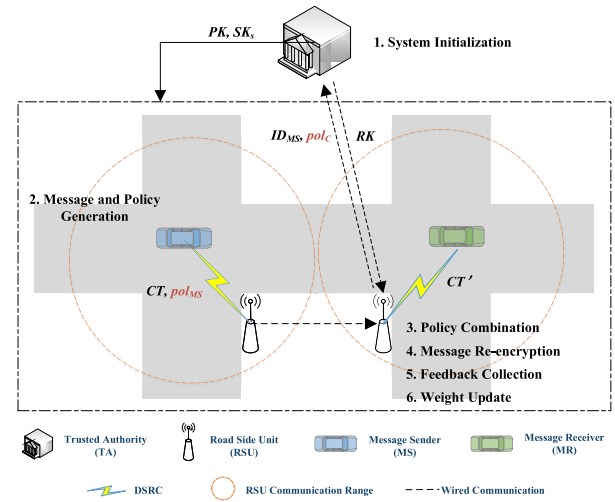 PK, SKs
1. System Initialization
IDMS, polC
RK
2. Message and Policy
Generation
CT, polMS
CT’
3. Policy Combination
4. Message Re-encryption
5. Feedback Collection
6. Weight Update
Trusted Authority
(TA)
Road Side Unit
(RSU)
Message Sender
(MS)
Message Receiver
(MR)
DSRC
RSU Communication Range
Wired Communication